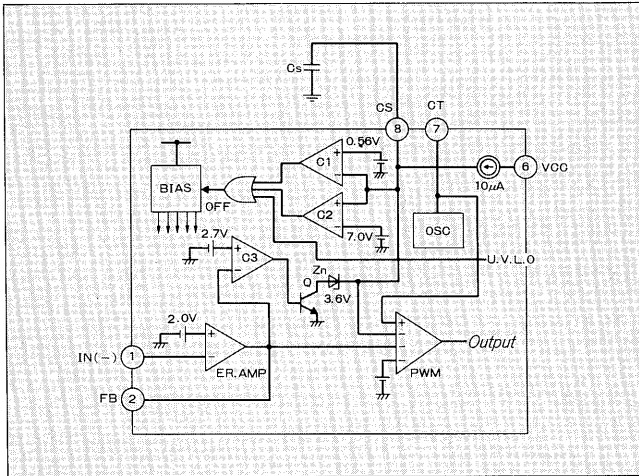 Cs
CS CT
8 7
0.56V
C1
6 VCC
10μA
BIAS
OFF
C2
7.0V
OSC
2.7V
C3
U.V.L.O
Zn
Q
3.6V
2.0V
Output
IN(-) 1
ER.AMP
PWM
FB 2
+ - + - + - + - + - - -